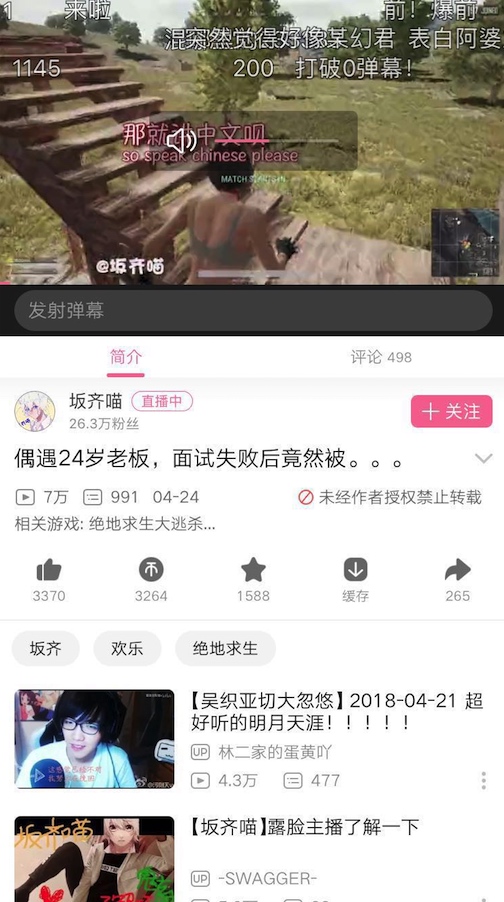 来啦
前！爆前
突然觉得好像某幻君 表白阿婆
1145
200 打破0弹幕！
那就讲中文呗
so speak chinese please
@坂齐喵
发射弹幕
简介
评论 498
坂齐喵 直播中
26.3万粉丝
关注
偶遇24岁老板，面试失败后竟然被。。。
7万 991 04-24 未经作者授权禁止转载
相关游戏: 绝地求生大逃杀...
3370 3264 1588 缓存 265
坂齐 欢乐 绝地求生
【吴织亚切大忽悠】2018-04-21 超
好听的明月天涯！！！！！
UP 林二家的蛋黄吖
4.3万 477
坂齐喵
【坂齐喵】露脸主播了解一下
UP -SWAGGER-